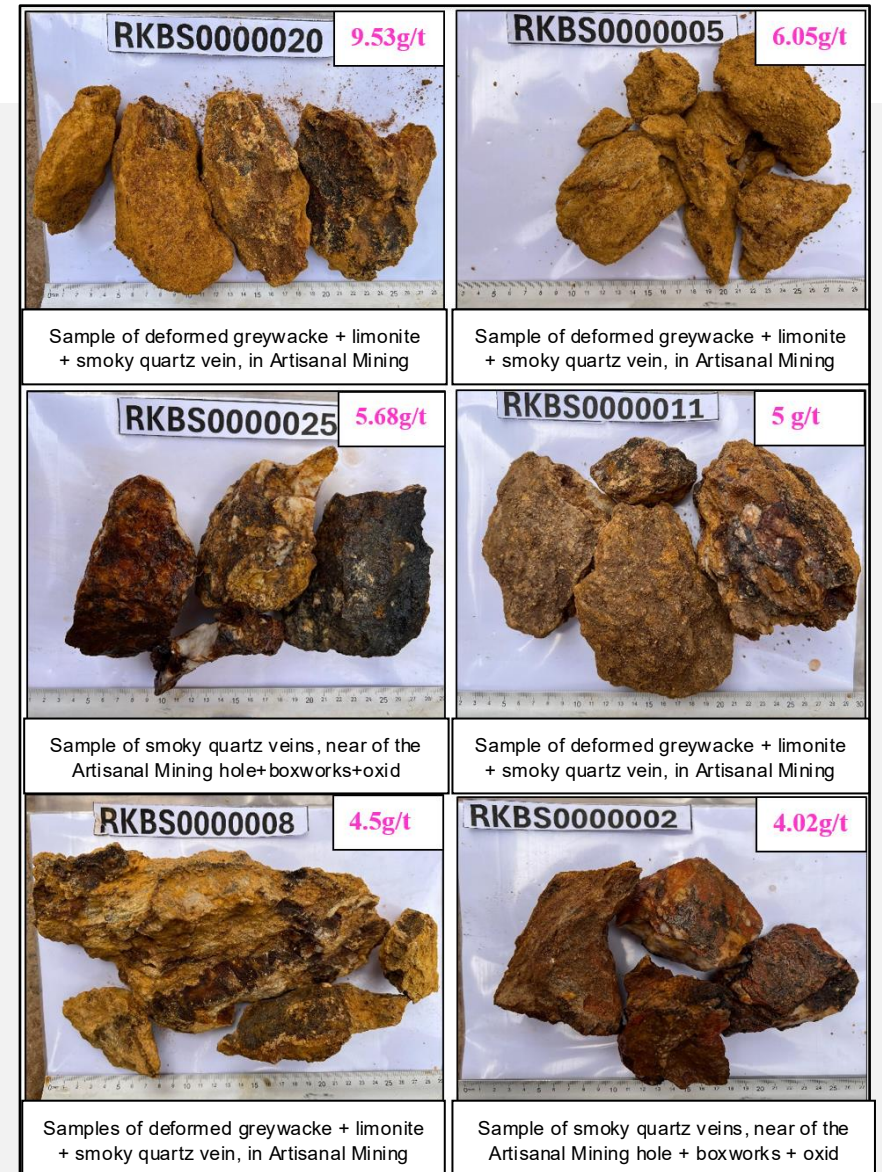 RKBS0000020
9.53g/t
Sample of deformed greywacke + limonite
+ smoky quartz vein, in Artisanal Mining
RKBS0000005
6.05g/t
Sample of deformed greywacke + limonite
+ smoky quartz vein, in Artisanal Mining
RKBS0000025
5.68g/t
Sample of smoky quartz veins, near of the
Artisanal Mining hole+boxworks+oxid
RKBS0000011
5 g/t
Sample of deformed greywacke + limonite
+ smoky quartz vein, in Artisanal Mining
RKBS0000008
4.5g/t
Samples of deformed greywacke + limonite
+ smoky quartz vein, in Artisanal Mining
RKBS0000002
4.02g/t
Sample of smoky quartz veins, near of the
Artisanal Mining hole + boxworks + oxid